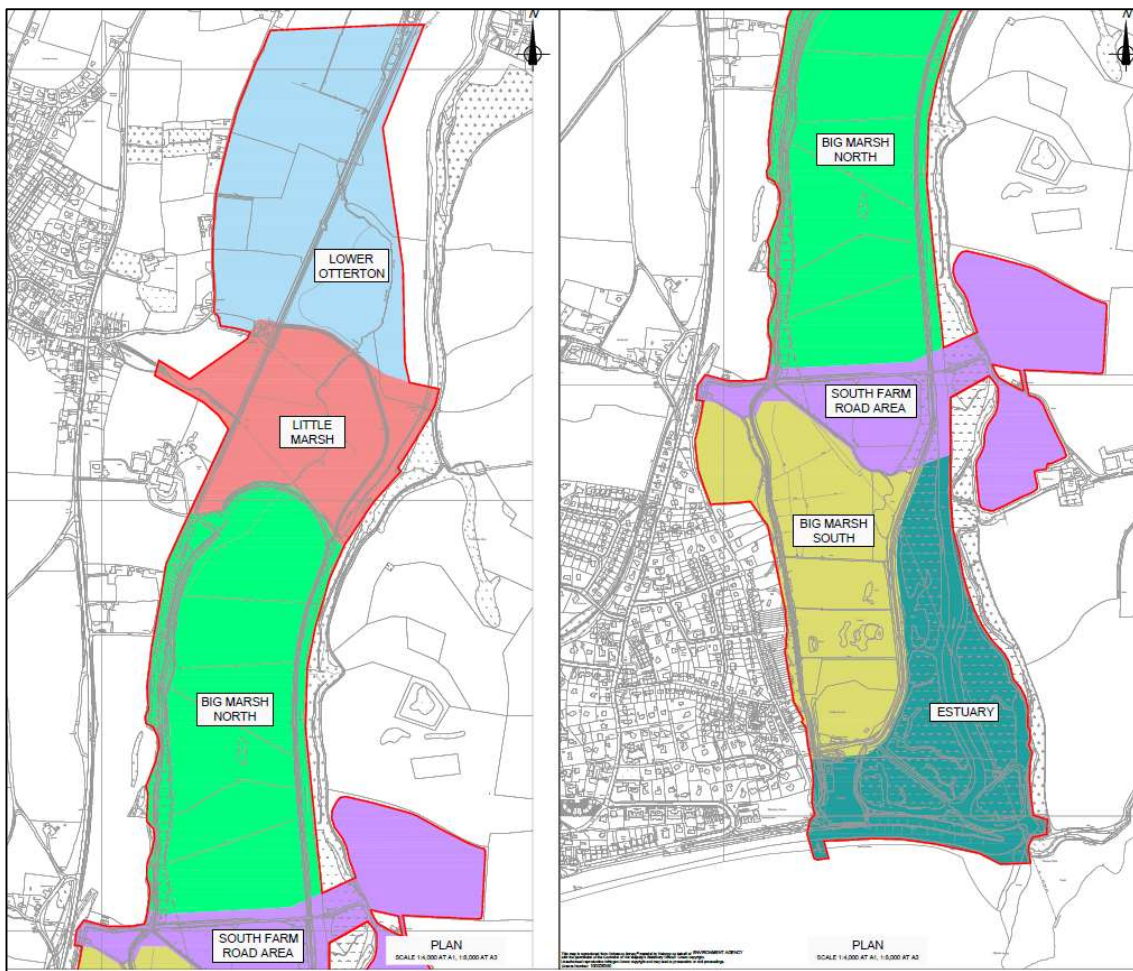 N
LOWER
OTTERTON
LITTLE
MARSH
BIG MARSH
NORTH
SOUTH FARM
ROAD AREA
PLAN
SCALE 1:4,000 AT A1, 1:8,000 AT A3
N
BIG MARSH
NORTH
SOUTH FARM
ROAD AREA
BIG MARSH
SOUTH
ESTUARY
ENVIRONMENT AGENCY
PLAN
SCALE 1:4,000 AT A1, 1:8,000 AT A3